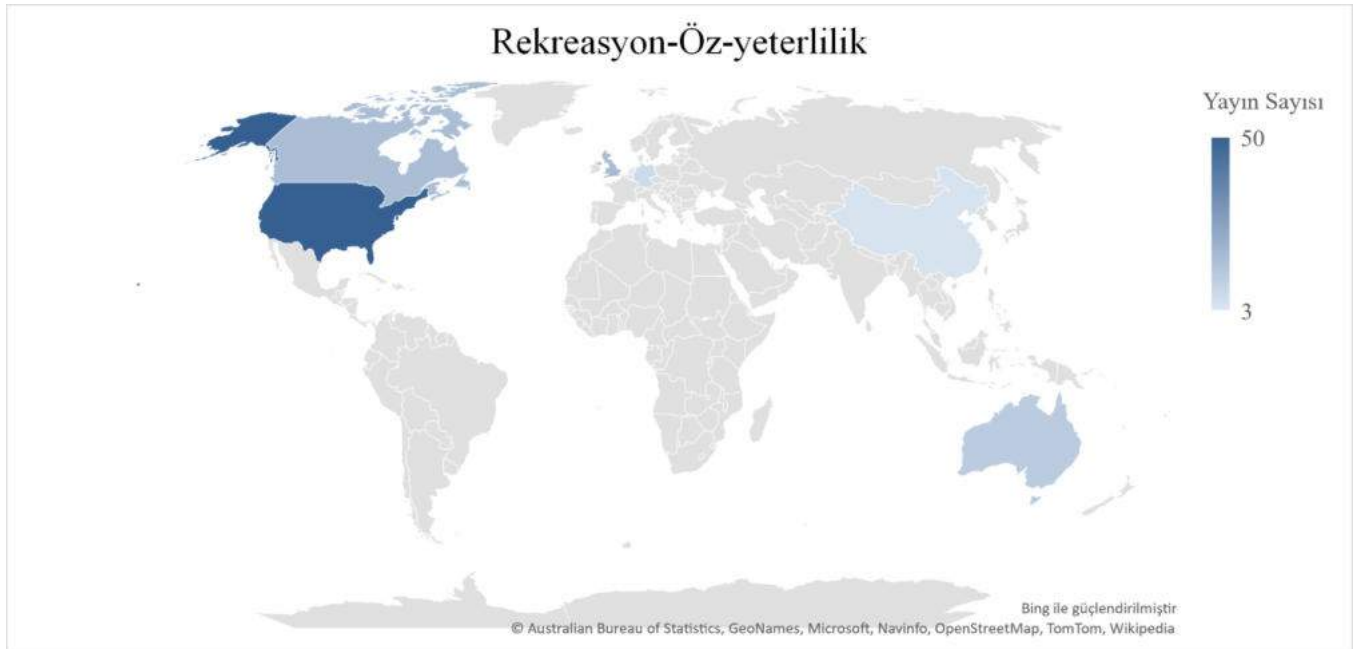 Rekreasyon-Öz-yeterlilik
Yayın Sayısı
50
3
Bing ile güçlendirilmiştir
© Australian Bureau of Statistics, GeoNames, Microsoft, Navinfo, OpenStreetMap, TomTom, Wikipedia